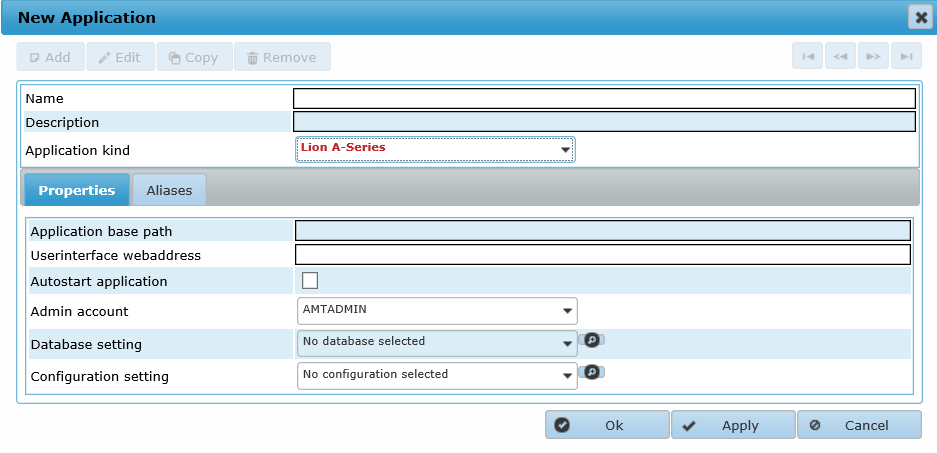 New Application
Add Edit Copy Remove
Name
Description
Application kind Lion A-Series
Properties Aliases
Application base path
Userinterface webaddress
Autostart application
Admin account AMTADMIN
Database setting No database selected
Configuration setting No configuration selected
Ok Apply Cancel